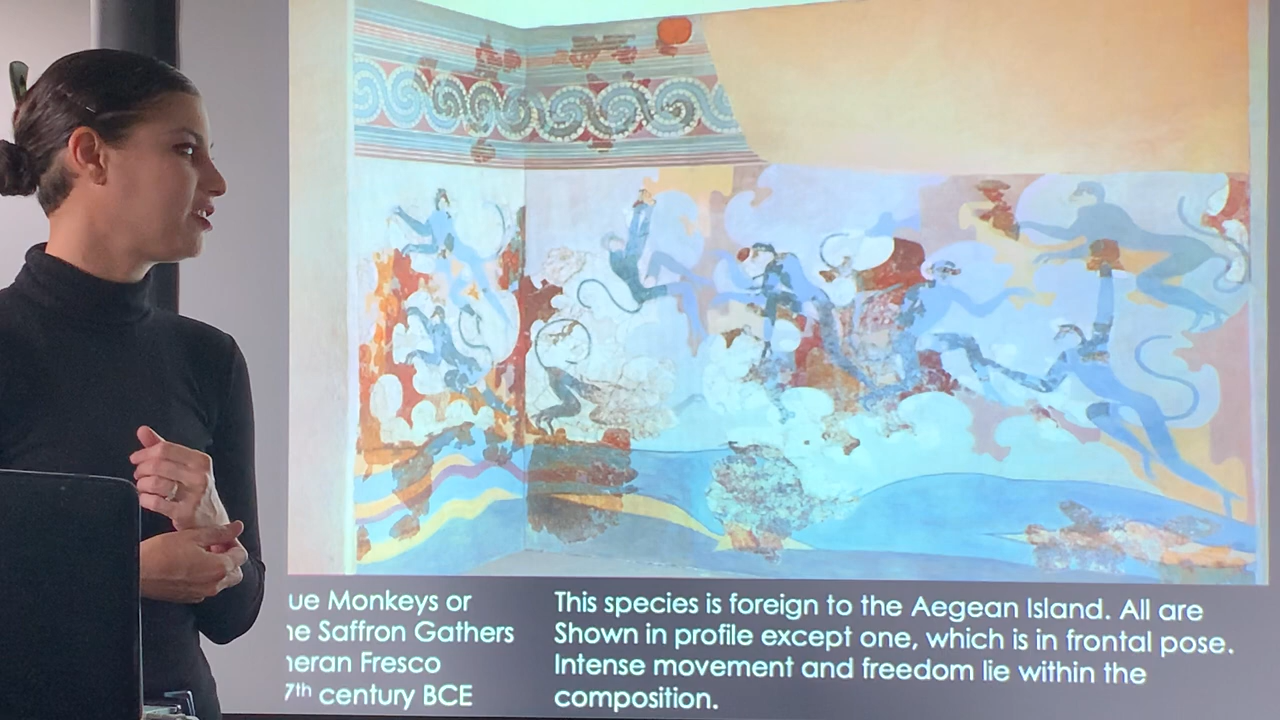 ue Monkeys or
e Saffron Gathers
neran Fresco
7th century BCE
This species is foreign to the Aegean Island. All are
Shown in profile except one, which is in frontal pose.
Intense movement and freedom lie within the
composition.